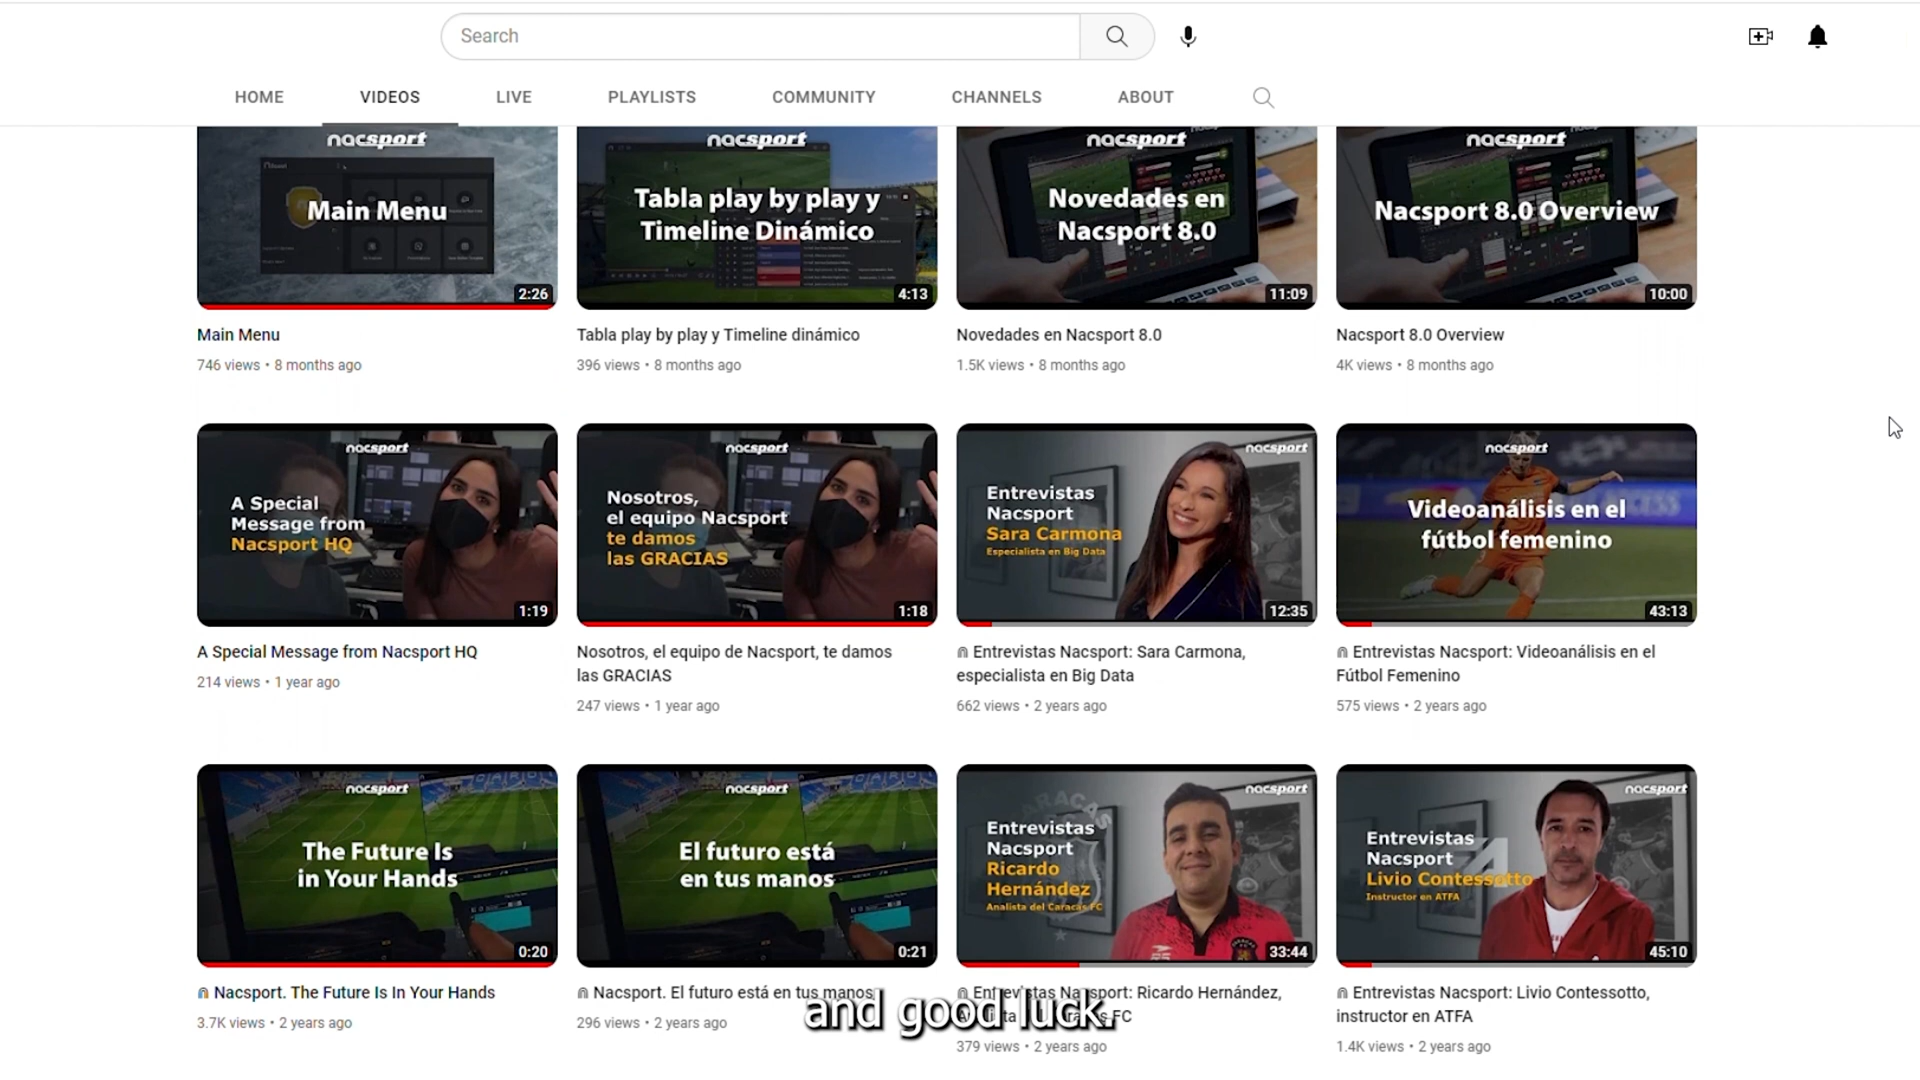 Search
HOME
VIDEOS
LIVE
PLAYLISTS
COMMUNITY
CHANNELS
ABOUT
nacsport
Main Menu
2:26
Main Menu
746 views • 8 months ago
nacsport
Tabla play by play y
Timeline Dinámico
4:13
Tabla play by play y Timeline dinámico
396 views • 8 months ago
nacsport
Novedades en
Nacsport 8.0
11:09
Novedades en Nacsport 8.0
1.5K views • 8 months ago
nacsport
Nacsport 8.0 Overview
10:00
Nacsport 8.0 Overview
4K views • 8 months ago
nacsport
A Special
Message from
Nacsport HQ
1:19
A Special Message from Nacsport HQ
214 views • 1 year ago
nacsport
Nosotros,
el equipo Nacsport
te damos
las GRACIAS
1:18
Nosotros, el equipo de Nacsport, te damos
las GRACIAS
247 views • 1 year ago
nacsport
Entrevistas
Nacsport
Sara Carmona
Especialista en Big Data
12:35
Entrevistas Nacsport: Sara Carmona,
especialista en Big Data
662 views • 2 years ago
nacsport
Videoanálisis en el
fútbol femenino
43:13
Entrevistas Nacsport: Videoanálisis en el
Fútbol Femenino
575 views • 2 years ago
nacsport
The Future Is
in Your Hands
0:20
Nacsport. The Future Is In Your Hands
3.7K views • 2 years ago
nacsport
El futuro está
en tus manos
0:21
Nacsport. El futuro está en tus manos
296 views • 2 years ago
nacsport
Entrevistas
Nacsport
Ricardo
Hernández
Analista del Caracas FC
33:44
Entrevistas Nacsport: Ricardo Hernández,
FC
379 views • 2 years ago
nacsport
Entrevistas
Nacsport
Livio Contessotto
Instructor en ATFA
45:10
Entrevistas Nacsport: Livio Contessotto,
instructor en ATFA
1.4K views • 2 years ago
and good luck.